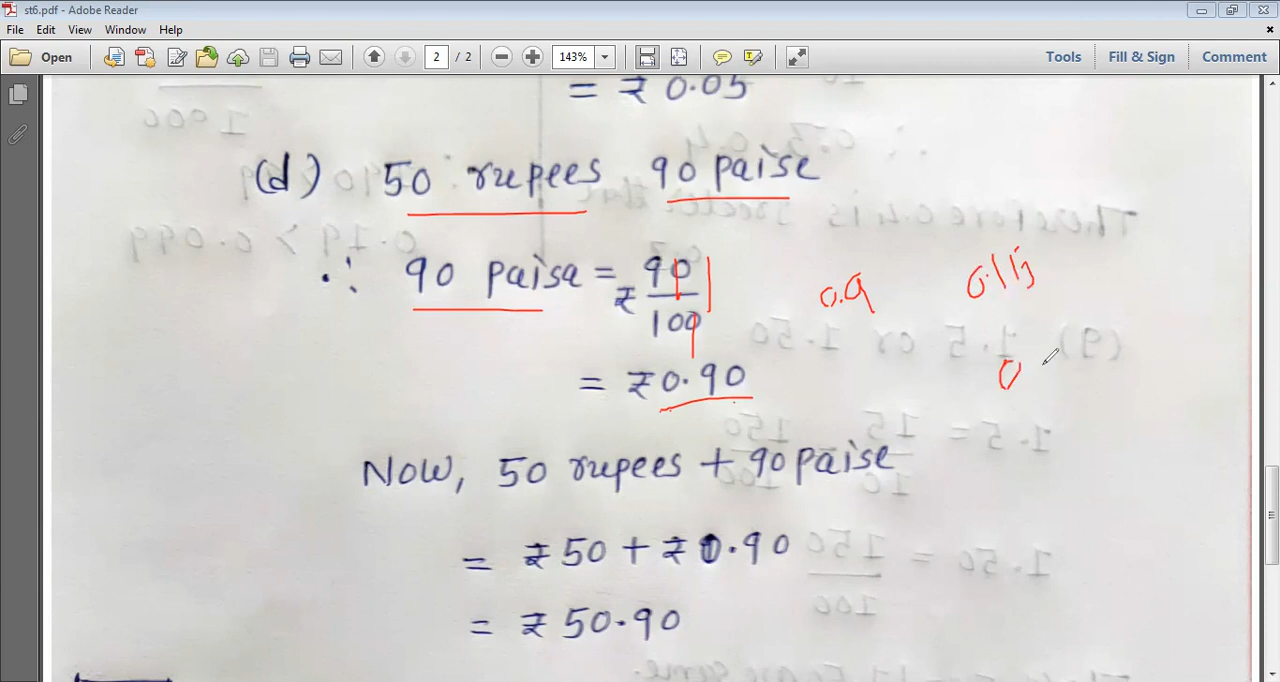 st6.pdf - Adobe Reader
File Edit View Window Help
Open 2 / 2 143% Tools Fill & Sign Comment
= ₹ 0.05
(d) 50 rupees 90 paise
∴ 90 paisa = ₹ 90/100
0.9
= ₹ 0.90
0
Now, 50 rupees + 90 paise
= ₹ 50 + ₹ 0.90
= ₹ 50.90